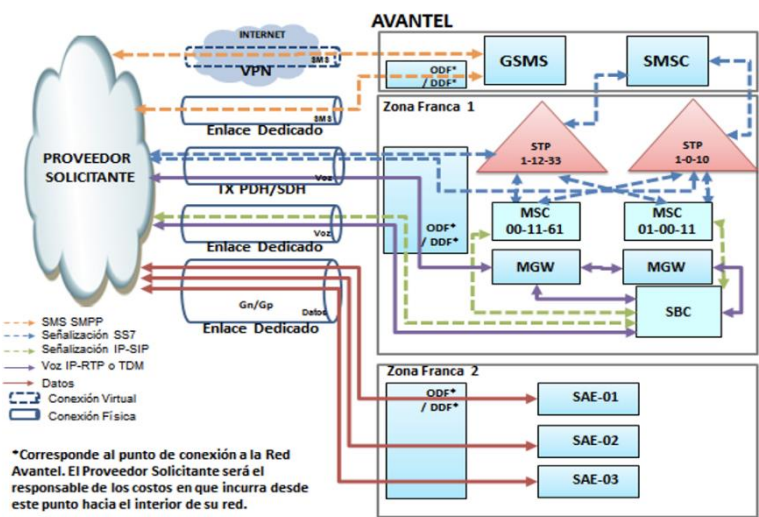 AVANTEL
INTERNET
SMS
VPN
ODF*
/ DDF*
GSMS
SMSC
SMS
Enlace Dedicado
Zona Franca 1
STP
1-12-33
STP
1-0-10
PROVEEDOR
SOLICITANTE
Voz
TX PDH/SDH
MSC
00-11-61
MSC
01-00-11
Voz
Enlace Dedicado
ODF*
/ DDF*
MGW
MGW
SBC
Gn/Gp
Datos
Enlace Dedicado
SMS SMPP
Señalización SS7
Señalización IP-SIP
Voz IP-RTP o TDM
Datos
Conexión Virtual
Conexión Física
Zona Franca 2
ODF*
/ DDF*
SAE-01
SAE-02
SAE-03
*Corresponde al punto de conexión a la Red
Avantel. El Proveedor Solicitante será el
responsable de los costos en que incurra desde
este punto hacia el interior de su red.